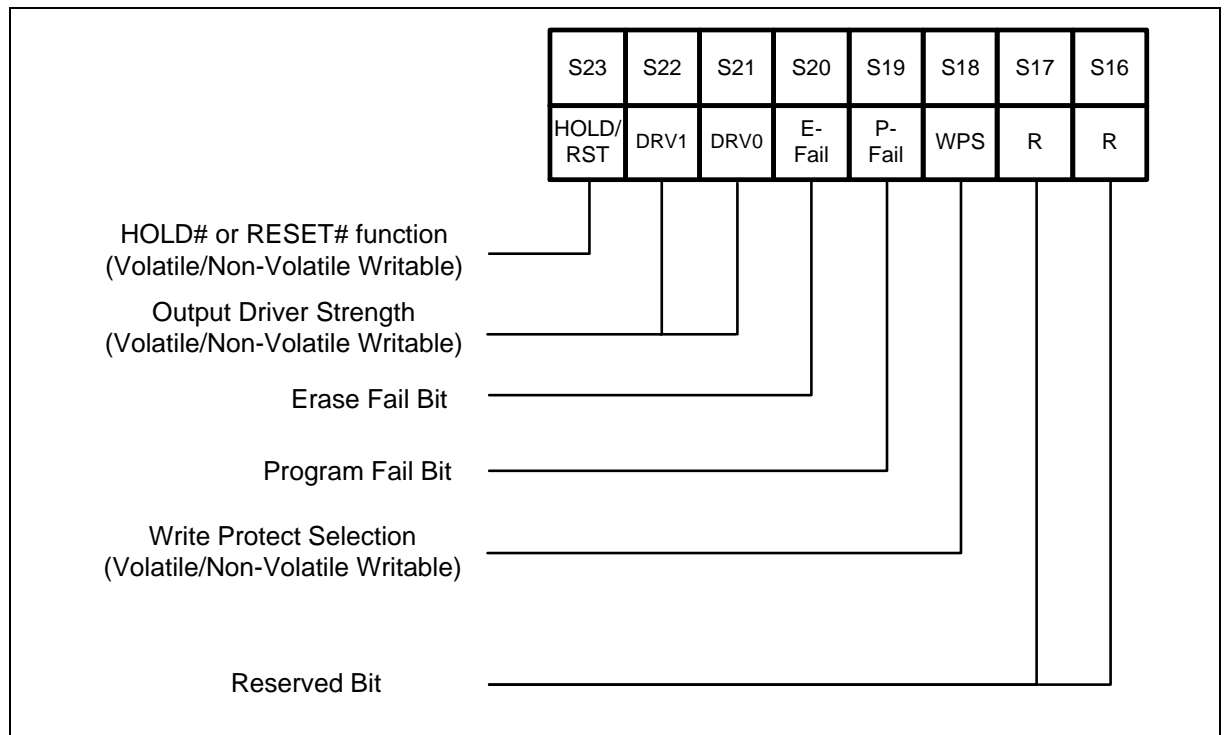 S23 S22 S21 S20 S19 S18 S17 S16
HOLD/ DRV1 DRV0 E- P- WPS R R
RST Fail Fail
HOLD# or RESET# function
(Volatile/Non-Volatile Writable)
Output Driver Strength
(Volatile/Non-Volatile Writable)
Erase Fail Bit
Program Fail Bit
Write Protect Selection
(Volatile/Non-Volatile Writable)
Reserved Bit